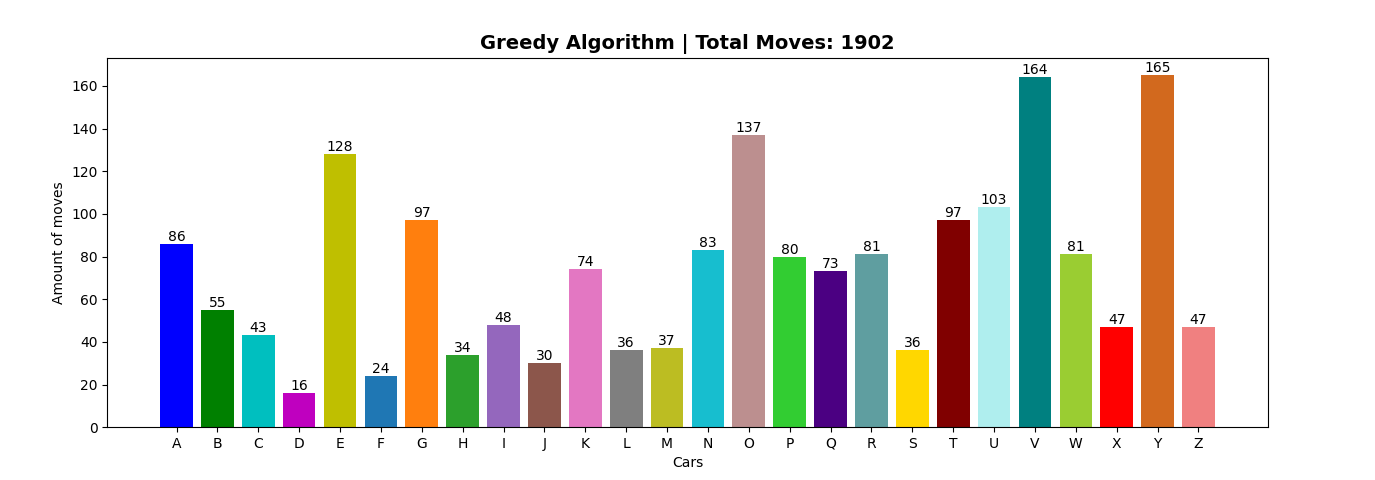 Greedy Algorithm | Total Moves: 1902
Amount of moves
160
140
120
100
80
60
40
20
0
86 55 43 16 128 24 97 34 48 30 74 36 37 83 137 80 73 81 36 97 103 164 81 47 165 47
A B C D E F G H I J K L M N O P Q R S T U V W X Y Z
Cars